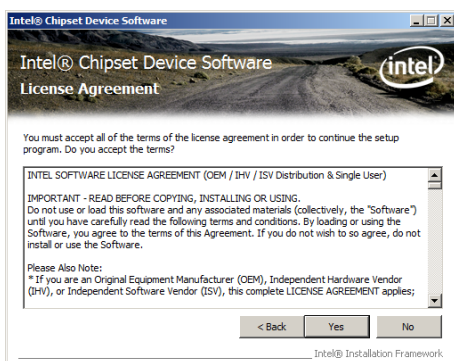 Intel® Chipset Device Software
Intel® Chipset Device Software
intel
License Agreement
You must accept all of the terms of the license agreement in order to continue the setup
program. Do you accept the terms?
INTEL SOFTWARE LICENSE AGREEMENT (OEM / IHV / ISV Distribution & Single User)
IMPORTANT - READ BEFORE COPYING, INSTALLING OR USING.
Do not use or load this software and any associated materials (collectively, the "Software")
until you have carefully read the following terms and conditions. By loading or using the
Software, you agree to the terms of this Agreement. If you do not wish to so agree, do not
install or use the Software.
Please Also Note:
* If you are an Original Equipment Manufacturer (OEM), Independent Hardware Vendor
(IHV), or Independent Software Vendor (ISV), this complete LICENSE AGREEMENT applies;
< Back Yes No
Intel® Installation Framework